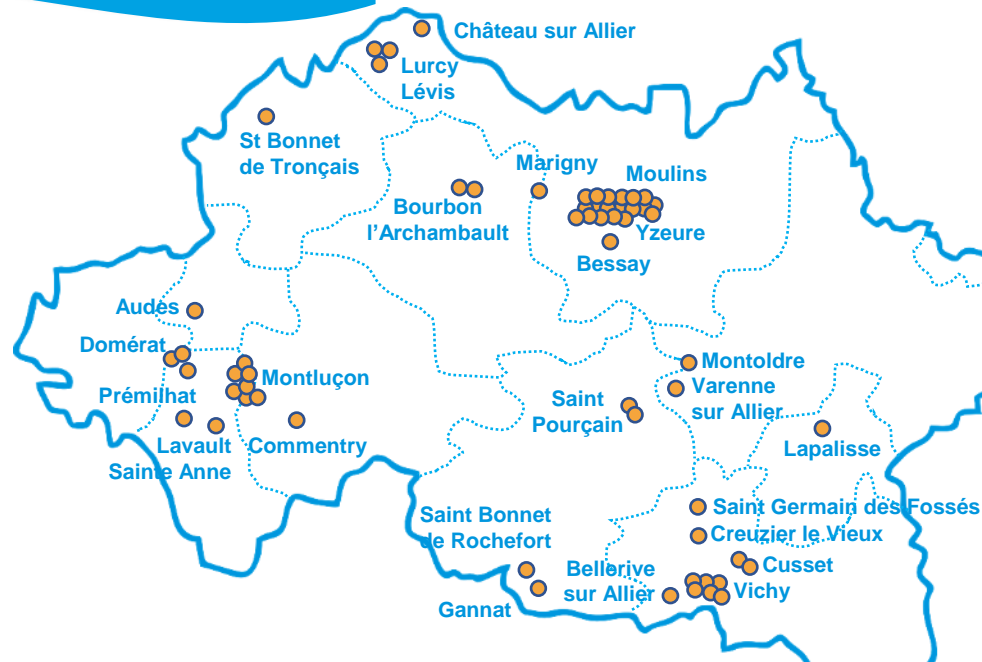 Château sur Allier
Lurcy
Lévis
St Bonnet
de Tronçais
Marigny
Moulins
Bourbon
l'Archambault
Yzeure
Bessay
Audes
Domérat
Montluçon
Prémilhat
Lavault
Sainte Anne
Commentry
Montoldre
Varenne
sur Allier
Saint
Pourçain
Lapalisse
Saint Germain des Fossés
Creuzier le Vieux
Saint Bonnet
de Rochefort
Cusset
Bellerive
sur Allier
Vichy
Gannat